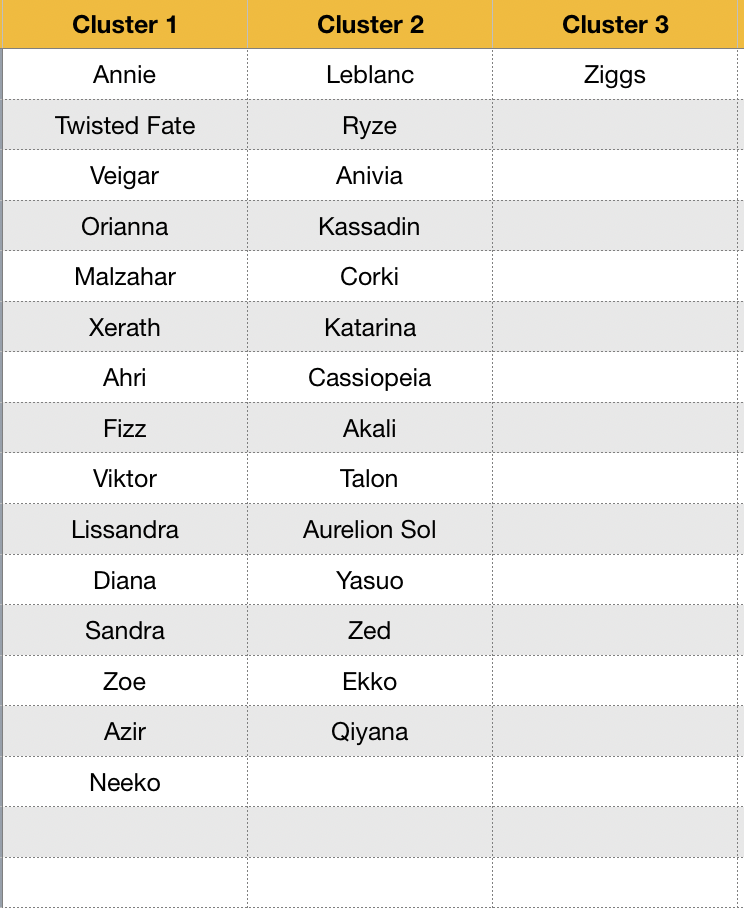 Cluster 1 Cluster 2 Cluster 3
Annie Leblanc Ziggs
Twisted Fate Ryze
Veigar Anivia
Orianna Kassadin
Malzahar Corki
Xerath Katarina
Ahri Cassiopeia
Fizz Akali
Viktor Talon
Lissandra Aurelion Sol
Diana Yasuo
Sandra Zed
Zoe Ekko
Azir Qiyana
Neeko